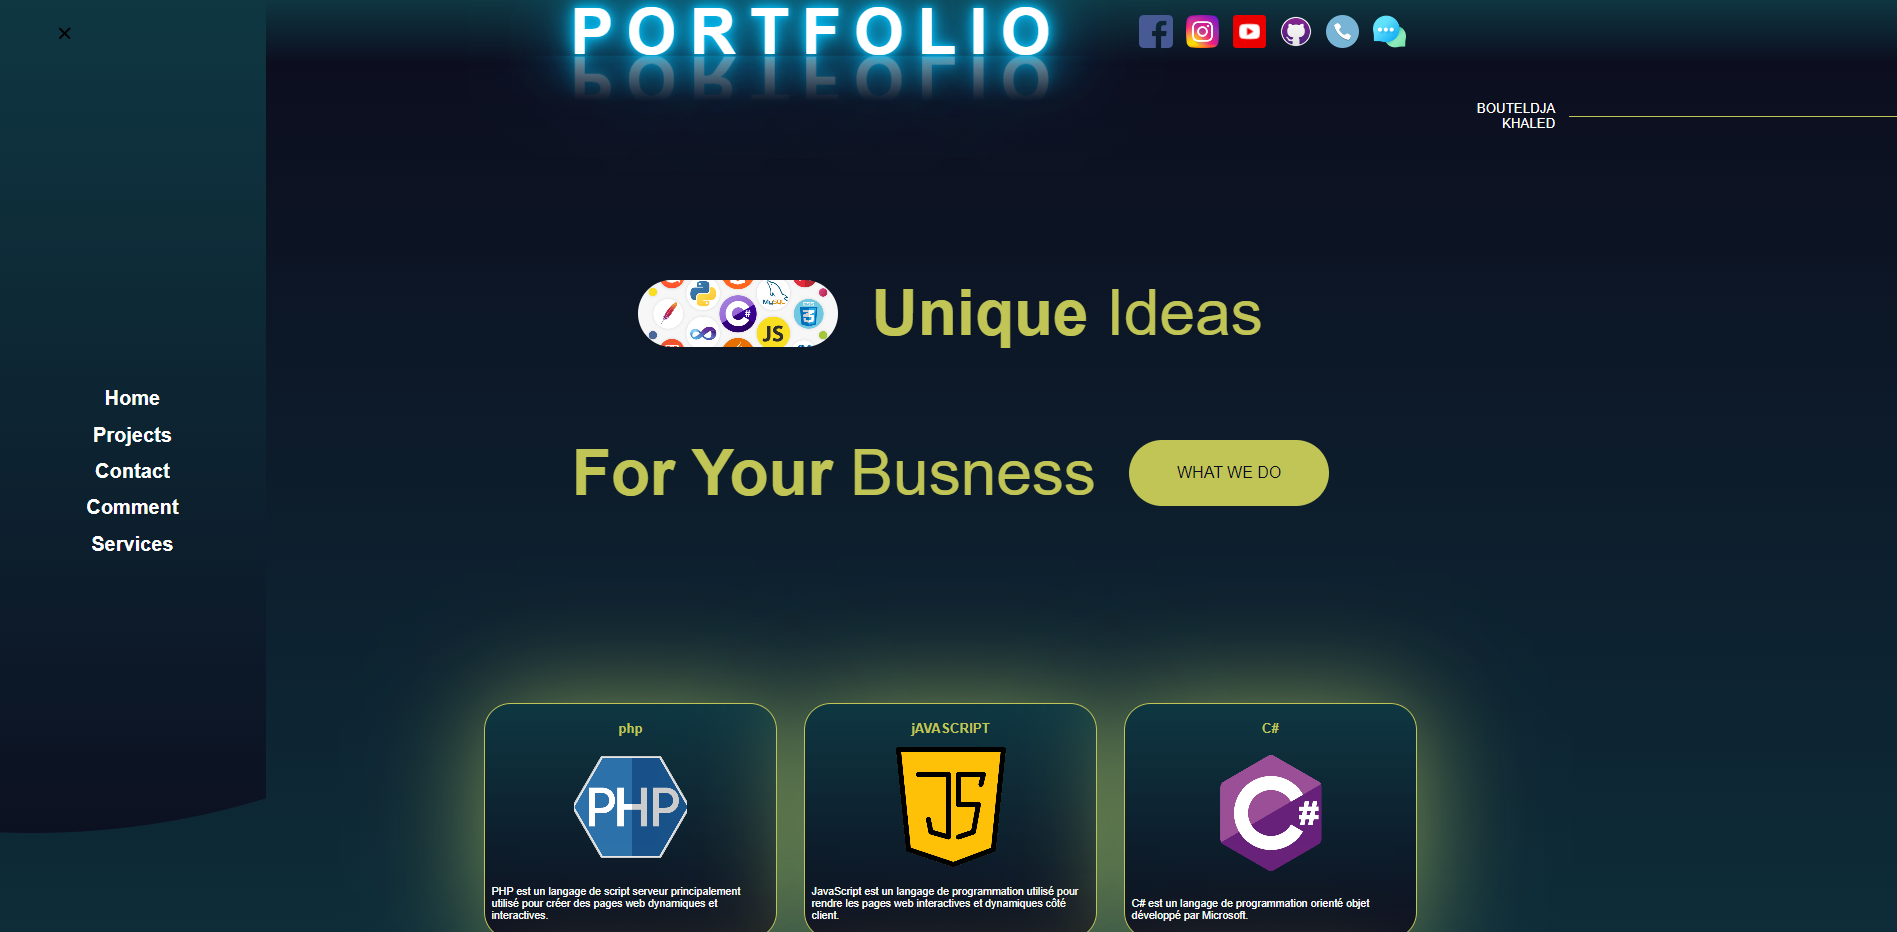 PORTFOLIO
BOUTELDJA
KHALED
Home
Projects
Contact
Comment
Services
MySQL
C#
JS
Unique Ideas
For Your Busness
WHAT WE DO
php
PHP
PHP est un langage de script serveur principalement
utilisé pour créer des pages web dynamiques et
interactives.
jAVASCRIPT
JS
JavaScript est un langage de programmation utilisé pour
rendre les pages web interactives et dynamiques côté
client.
C#
C#
C# est un langage de programmation orienté objet
développé par Microsoft.